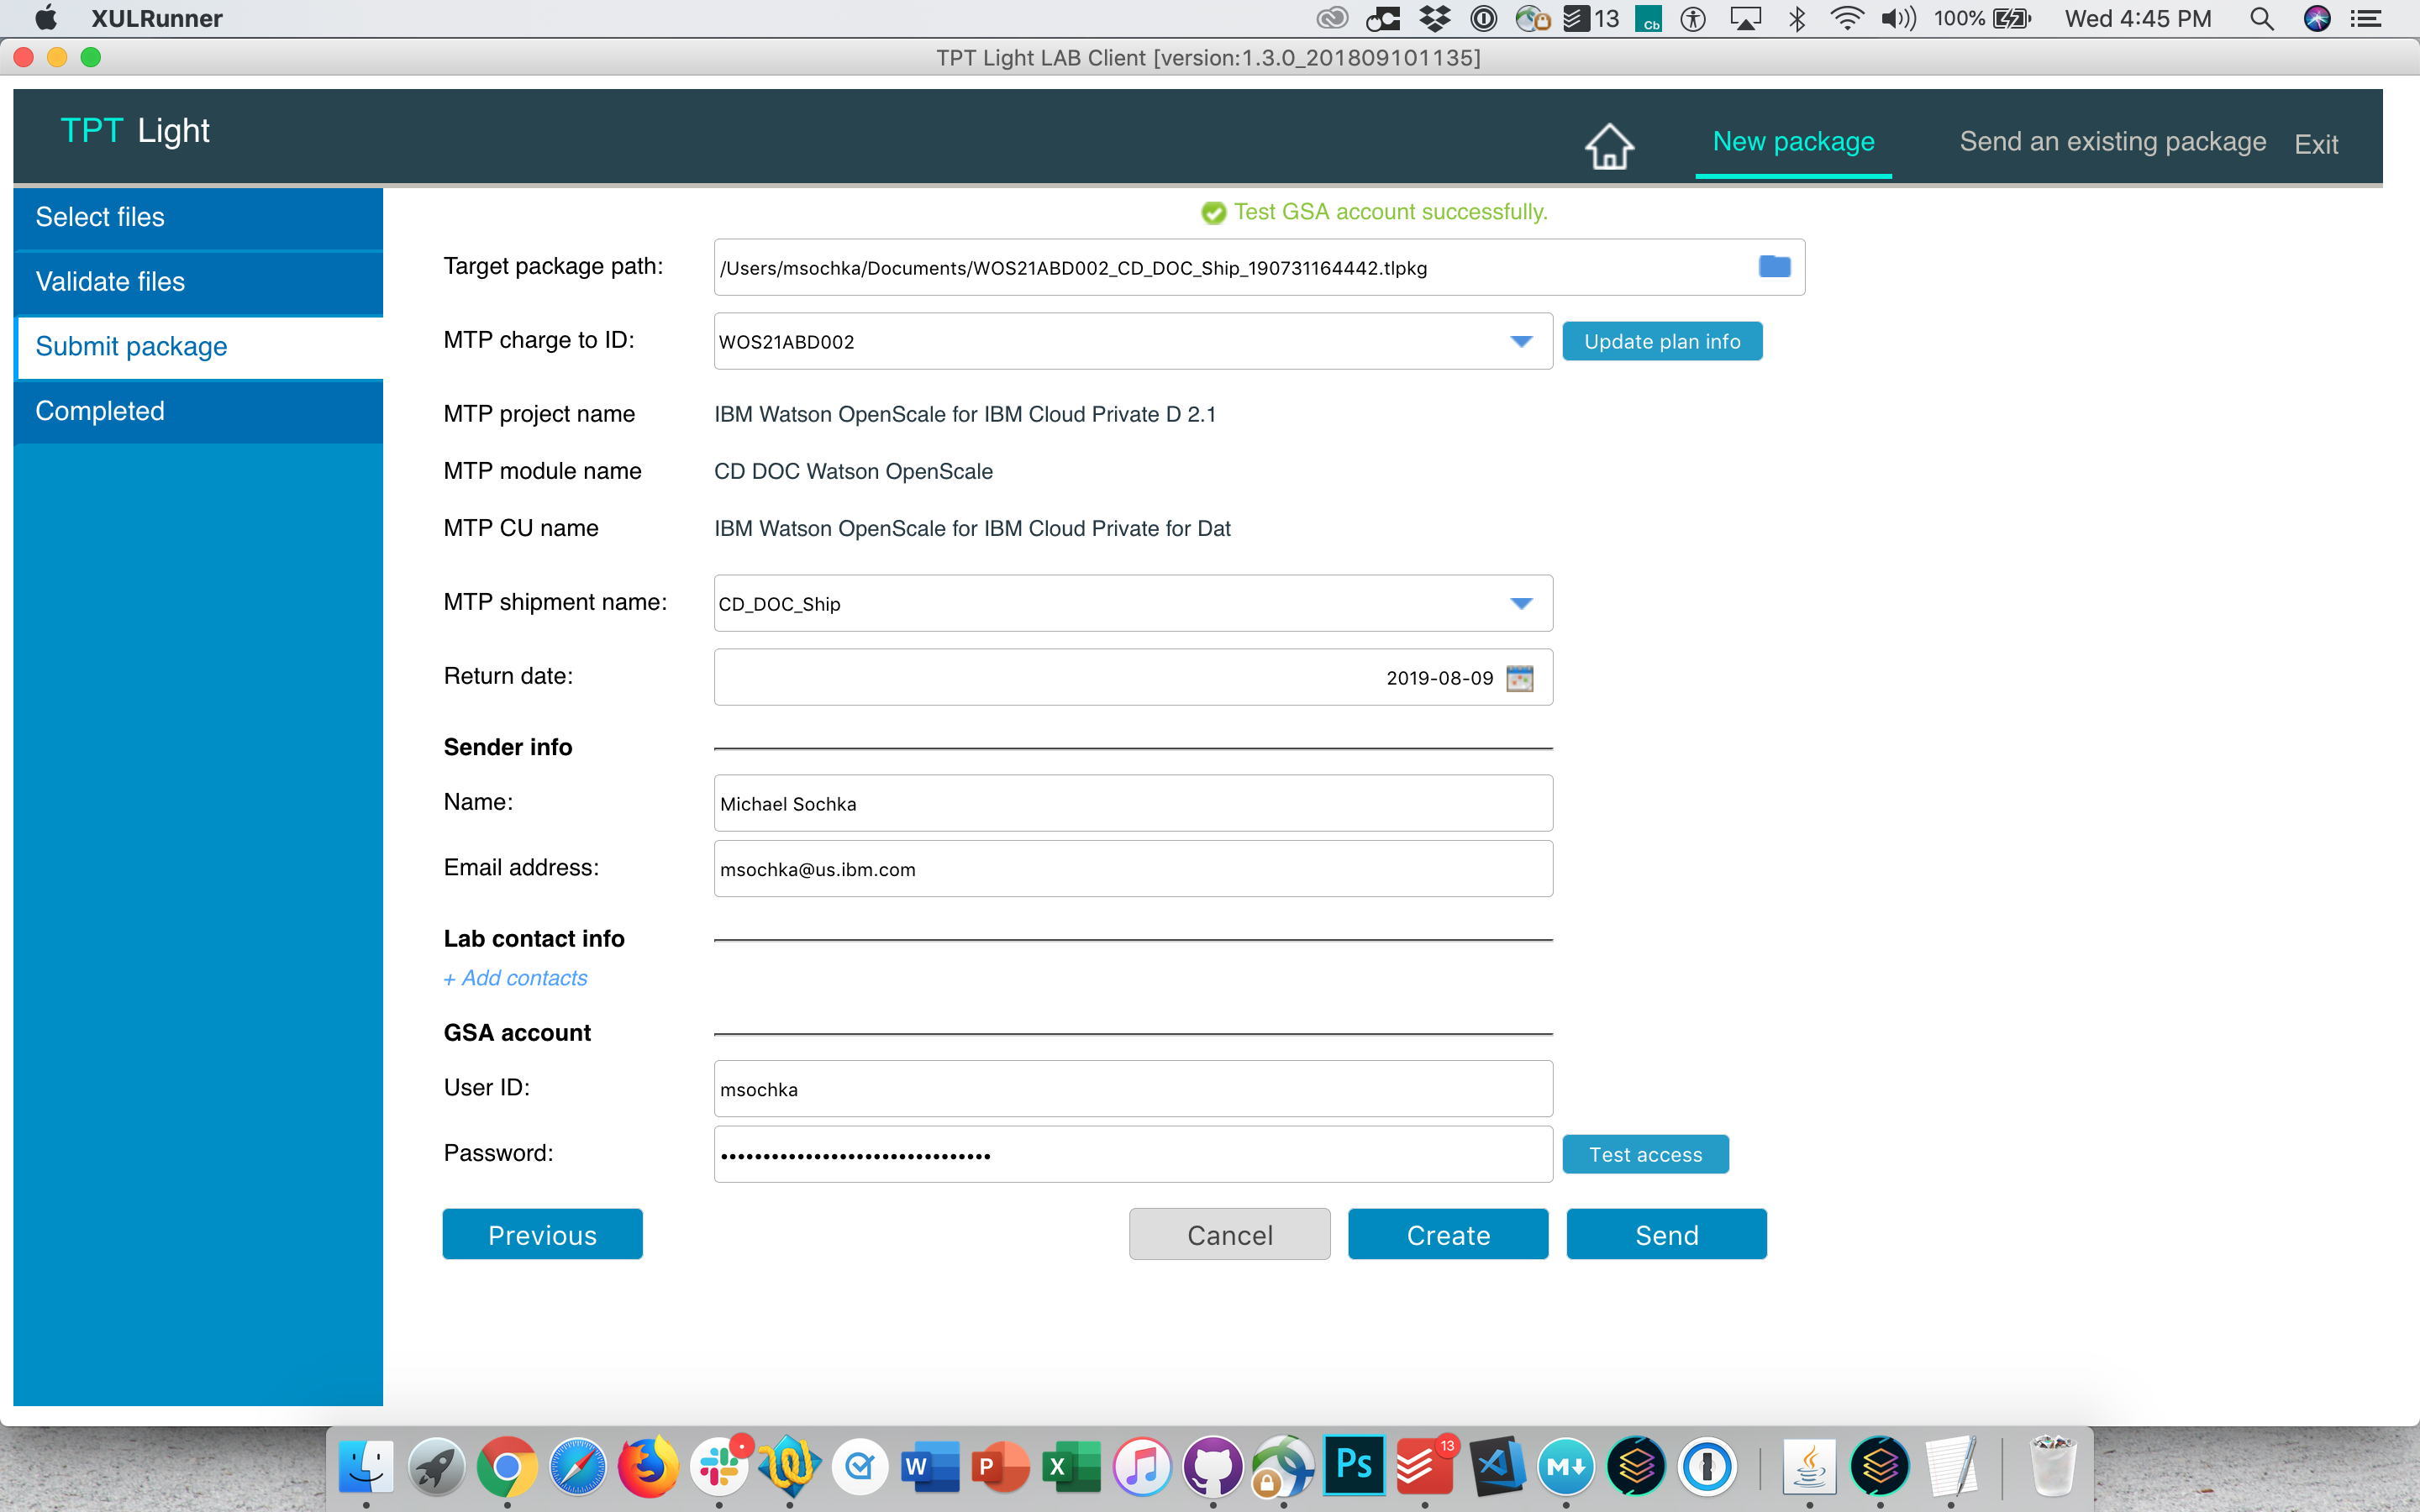 XULRunner 13 Cb 100% Wed 4:45 PM
TPT Light LAB Client [version:1.3.0_201809101135]
TPT Light New package Send an existing package Exit
Select files
Validate files
Submit package
Completed
Test GSA account successfully.
Target package path: /Users/msochka/Documents/WOS21ABD002_CD_DOC_Ship_190731164442.tlpkg
MTP charge to ID: WOS21ABD002 Update plan info
MTP project name IBM Watson OpenScale for IBM Cloud Private D 2.1
MTP module name CD DOC Watson OpenScale
MTP CU name IBM Watson OpenScale for IBM Cloud Private for Dat
MTP shipment name: CD_DOC_Ship
Return date: 2019-08-09
Sender info
Name: Michael Sochka
Email address: msochka@us.ibm.com
Lab contact info
+ Add contacts
GSA account
User ID: msochka
Password: •••••••••••••••••••••••••••••••• Test access
Previous Cancel Create Send
W P X Ps 13 M